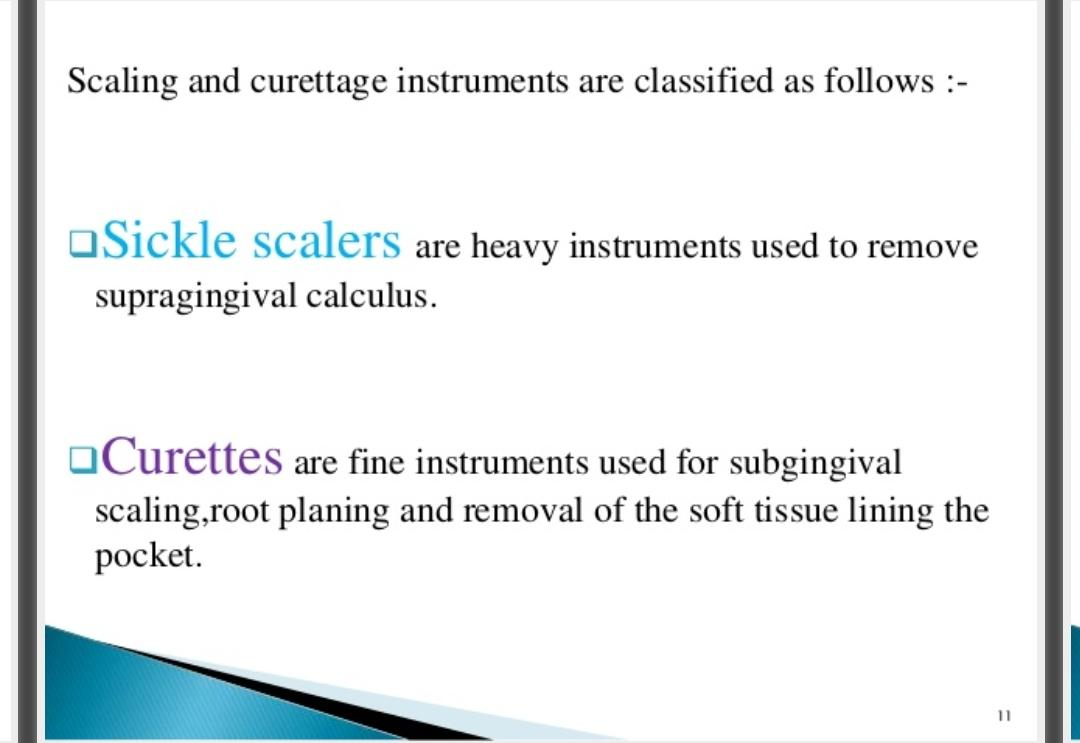 Scaling and curettage instruments are classified as follows :-
❑Sickle scalers are heavy instruments used to remove
supragingival calculus.
❑Curettes are fine instruments used for subgingival
scaling,root planing and removal of the soft tissue lining the
pocket.
11